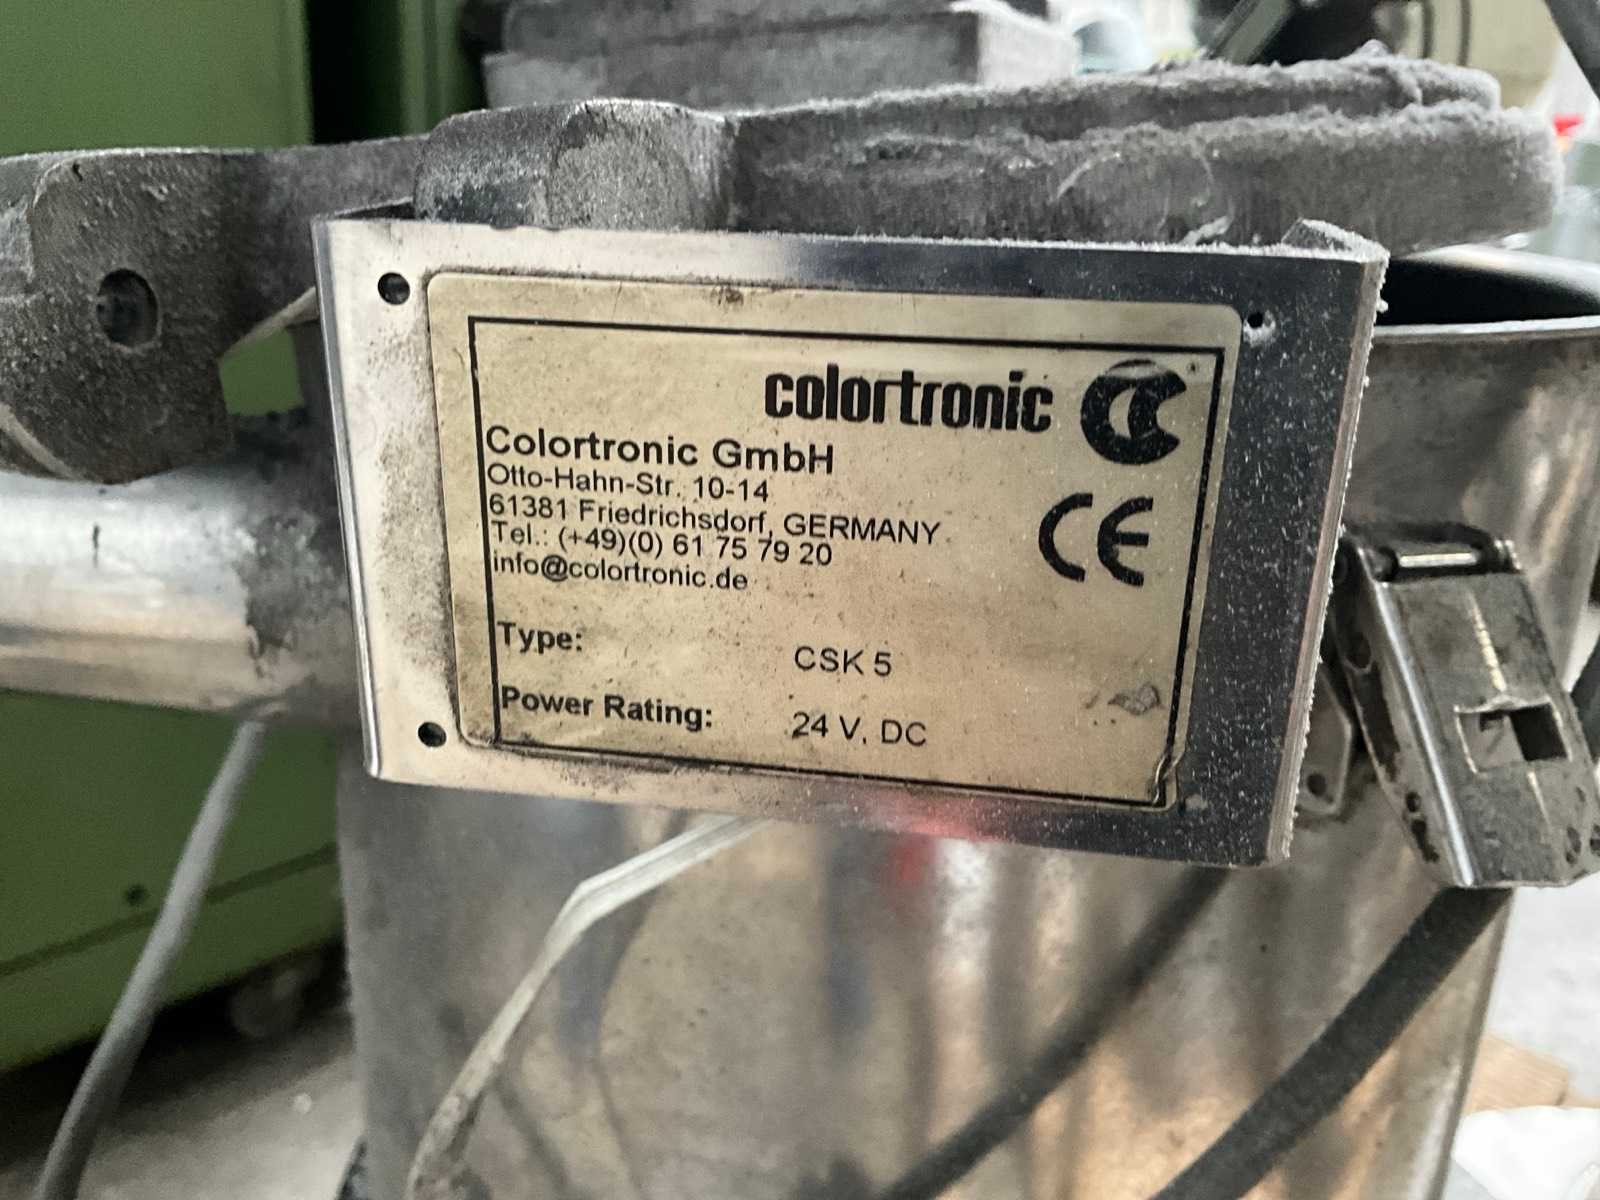 colortronic
Colortronic GmbH
Otto-Hahn-Str. 10-14
61381 Friedrichsdorf, GERMANY
Tel.: (+49)(0) 61 75 79 20
info@colortronic.de
CE
Type: CSK 5
Power Rating: 24 V, DC